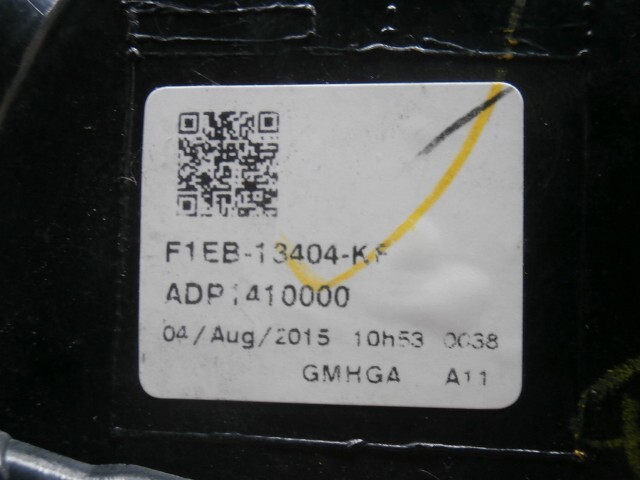 F1EB-13404-KF
ADP1410000
04/Aug/2015 10h53 0038
GMHGA A11